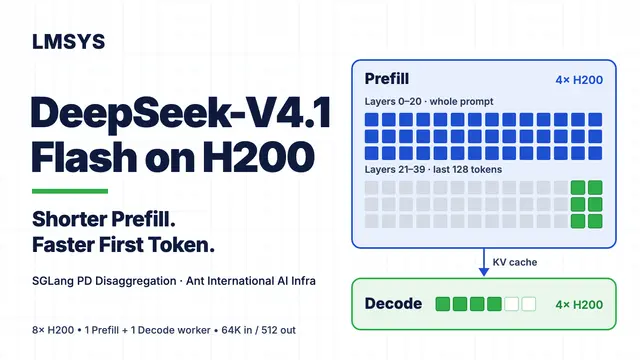 LMSYS
DeepSeek-V4.1
Flash on H200
Shorter Prefill.
Faster First Token.
SGLang PD Disaggregation · Ant International AI Infra
8× H200 • 1 Prefill + 1 Decode worker • 64K in / 512 out
Prefill
4× H200
Layers 0–20 · whole prompt
Layers 21–39 · last 128 tokens
KV cache
Decode
4× H200